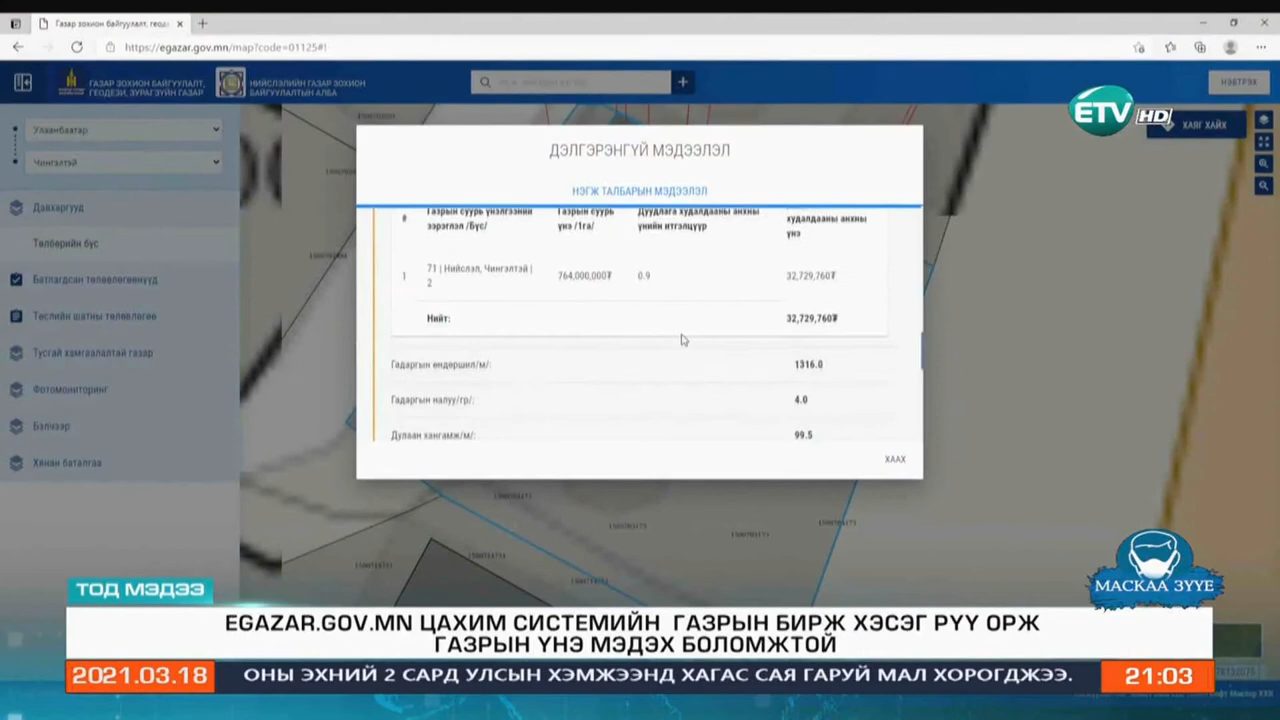 Газар зохион байгуулалт, геод
https://egazar.gov.mn/map?code=01125#!
ГАЗАР ЗОХИОН БАЙГУУЛАЛТ,
ГЕОДЕЗИ, ЗУРАГЗҮЙН ГАЗАР
НИЙСЛЭЛИЙН ГАЗАР ЗОХИОН
БАЙГУУЛАЛТЫН АЛБА
НЭВТРЭХ
ETV HD
ХАЯГ ХАЙХ
Улаанбаатар
Чингэлтэй
Давхаргууд
Төлбөрийн бүс
Батлагдсан төлөвлөгөөнүүд
Төслийн шатны төлөвлөгөө
Тусгай хамгаалалтай газар
Фотомониторинг
Бэлчээр
Хянан баталгаа
ДЭЛГЭРЭНГҮЙ МЭДЭЭЛЭЛ
НЭГЖ ТАЛБАРЫН МЭДЭЭЛЭЛ
# Газрын суурь үнэлгээний Газрын суурь Дуудлага худалдааны анхны худалдааны анхны
зэрэглэл /Бүс/ үнэ /1га/ үнийн итгэлцүүр үнэ
1 71 | Нийслэл, Чингэлтэй | 764,000,000₮ 0.9 32,729,760₮
2
Нийт: 32,729,760₮
Гадаргын өндөршил/м/: 1316.0
Гадаргын налуу/гр/: 4.0
Дулаан хангамж/м/: 99.5
ХААХ
МАСКАА ЗҮҮЕ
ТОД МЭДЭЭ
EGAZAR.GOV.MN ЦАХИМ СИСТЕМИЙН ГАЗРЫН БИРЖ ХЭСЭГ РҮҮ ОРЖ
ГАЗРЫН ҮНЭ МЭДЭХ БОЛОМЖТОЙ
2021.03.18
ОНЫ ЭХНИЙ 2 САРД УЛСЫН ХЭМЖЭЭНД ХАГАС САЯ ГАРУЙ МАЛ ХОРОГДЖЭЭ.
21:03